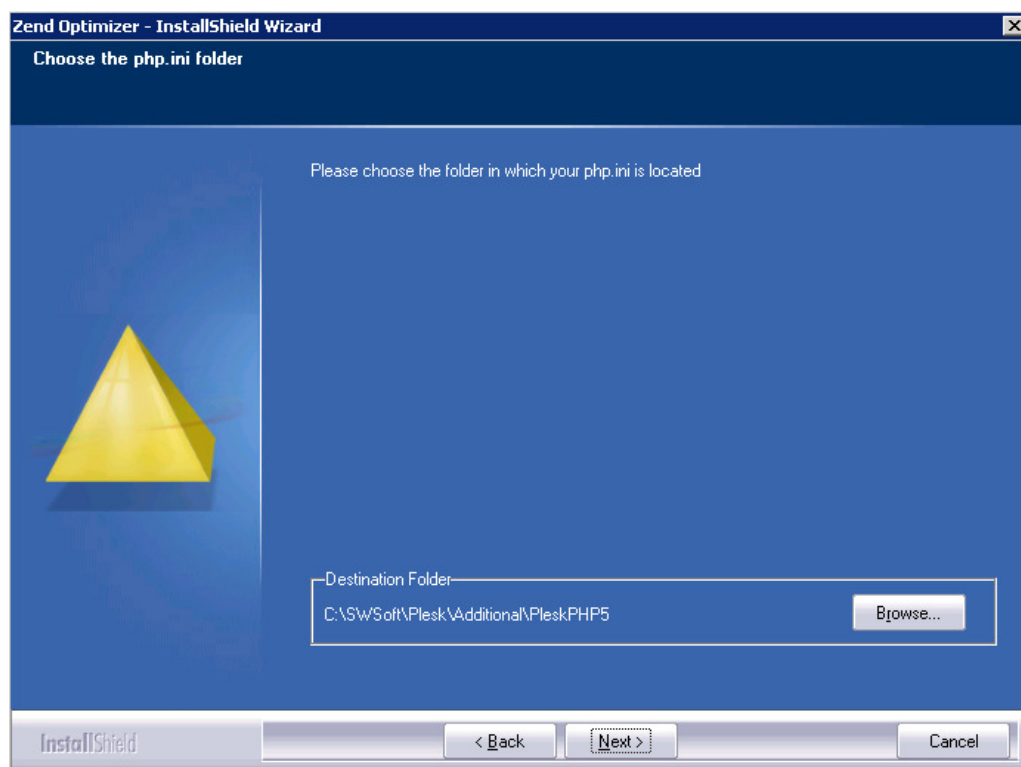 Zend Optimizer - InstallShield Wizard
Choose the php.ini folder
Please choose the folder in which your php.ini is located
Destination Folder
C:\SWSoft\Plesk\Additional\PleskPHP5
Browse...
InstallShield
< Back
Next >
Cancel